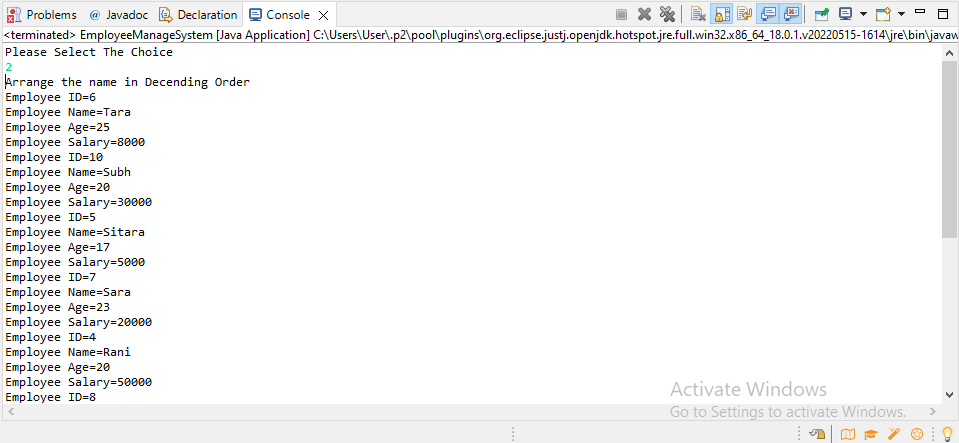 Problems @ Javadoc Declaration Console
<terminated> EmployeeManageSystem [Java Application] C:\Users\User\.p2\pool\plugins\org.eclipse.justj.openjdk.hotspot.jre.full.win32.x86_64_18.0.1.v20220515-1614\jre\bin\javaw
Please Select The Choice
2
Arrange the name in Decending Order
Employee ID=6
Employee Name=Tara
Employee Age=25
Employee Salary=8000
Employee ID=10
Employee Name=Subh
Employee Age=20
Employee Salary=30000
Employee ID=5
Employee Name=Sitara
Employee Age=17
Employee Salary=5000
Employee ID=7
Employee Name=Sara
Employee Age=23
Employee Salary=20000
Employee ID=4
Employee Name=Rani
Employee Age=20
Employee Salary=50000
Employee ID=8
Activate Windows
Go to Settings to activate Windows.